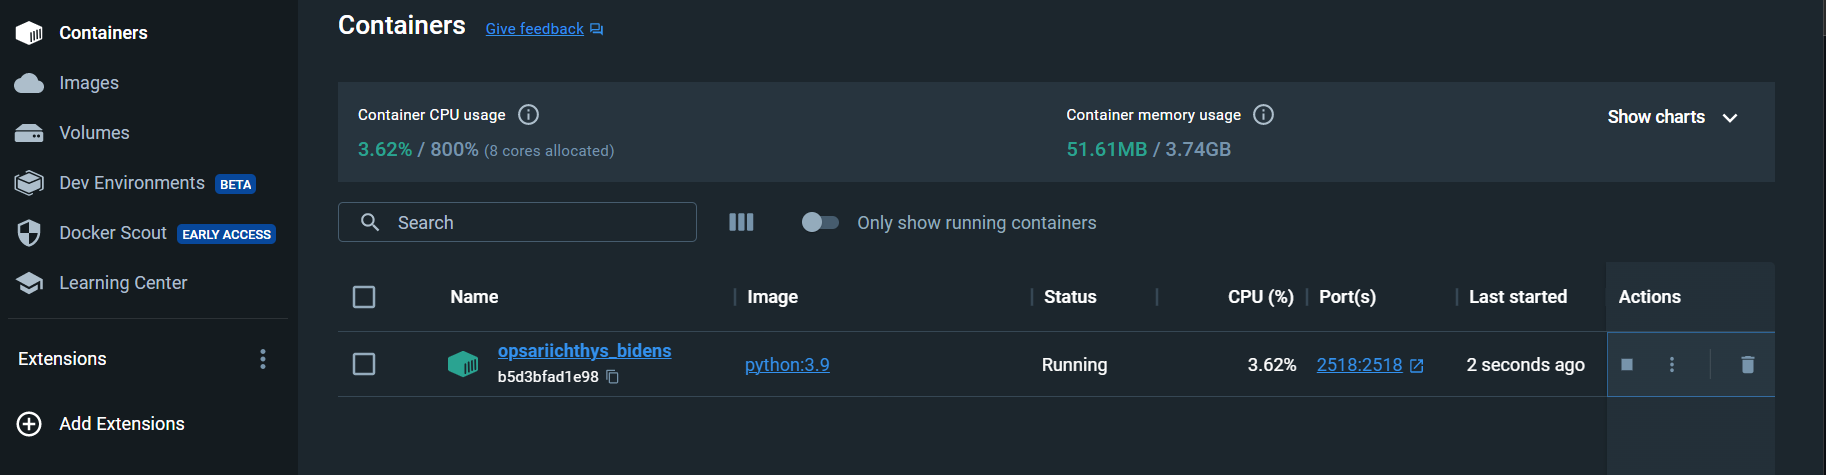 Containers
Images
Volumes
Dev Environments BETA
Docker Scout EARLY ACCESS
Learning Center
Extensions
Add Extensions
Containers Give feedback
Container CPU usage
3.62% / 800% (8 cores allocated)
Container memory usage
51.61MB / 3.74GB
Show charts
Search
Only show running containers
Name Image Status CPU (%) Port(s) Last started Actions
opsariichthys_bidens
b5d3bfad1e98
python:3.9 Running 3.62% 2518:2518 2 seconds ago